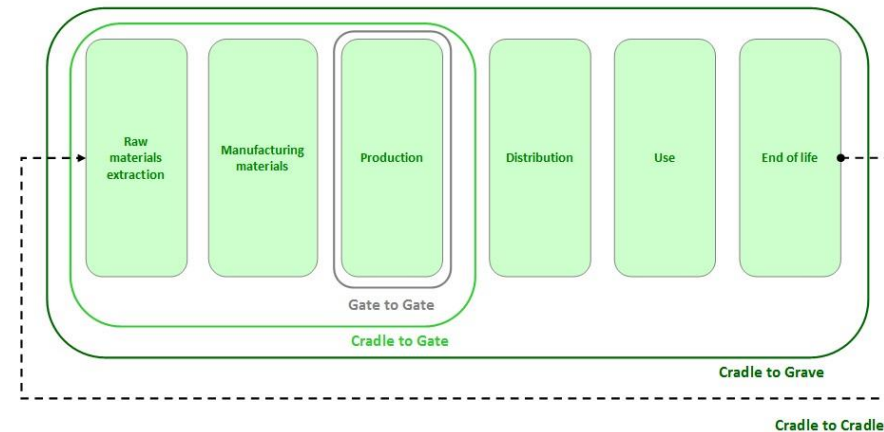 Raw
materials
extraction
Manufacturing
materials
Production
Distribution
Use
End of life
Gate to Gate
Cradle to Gate
Cradle to Grave
Cradle to Cradle